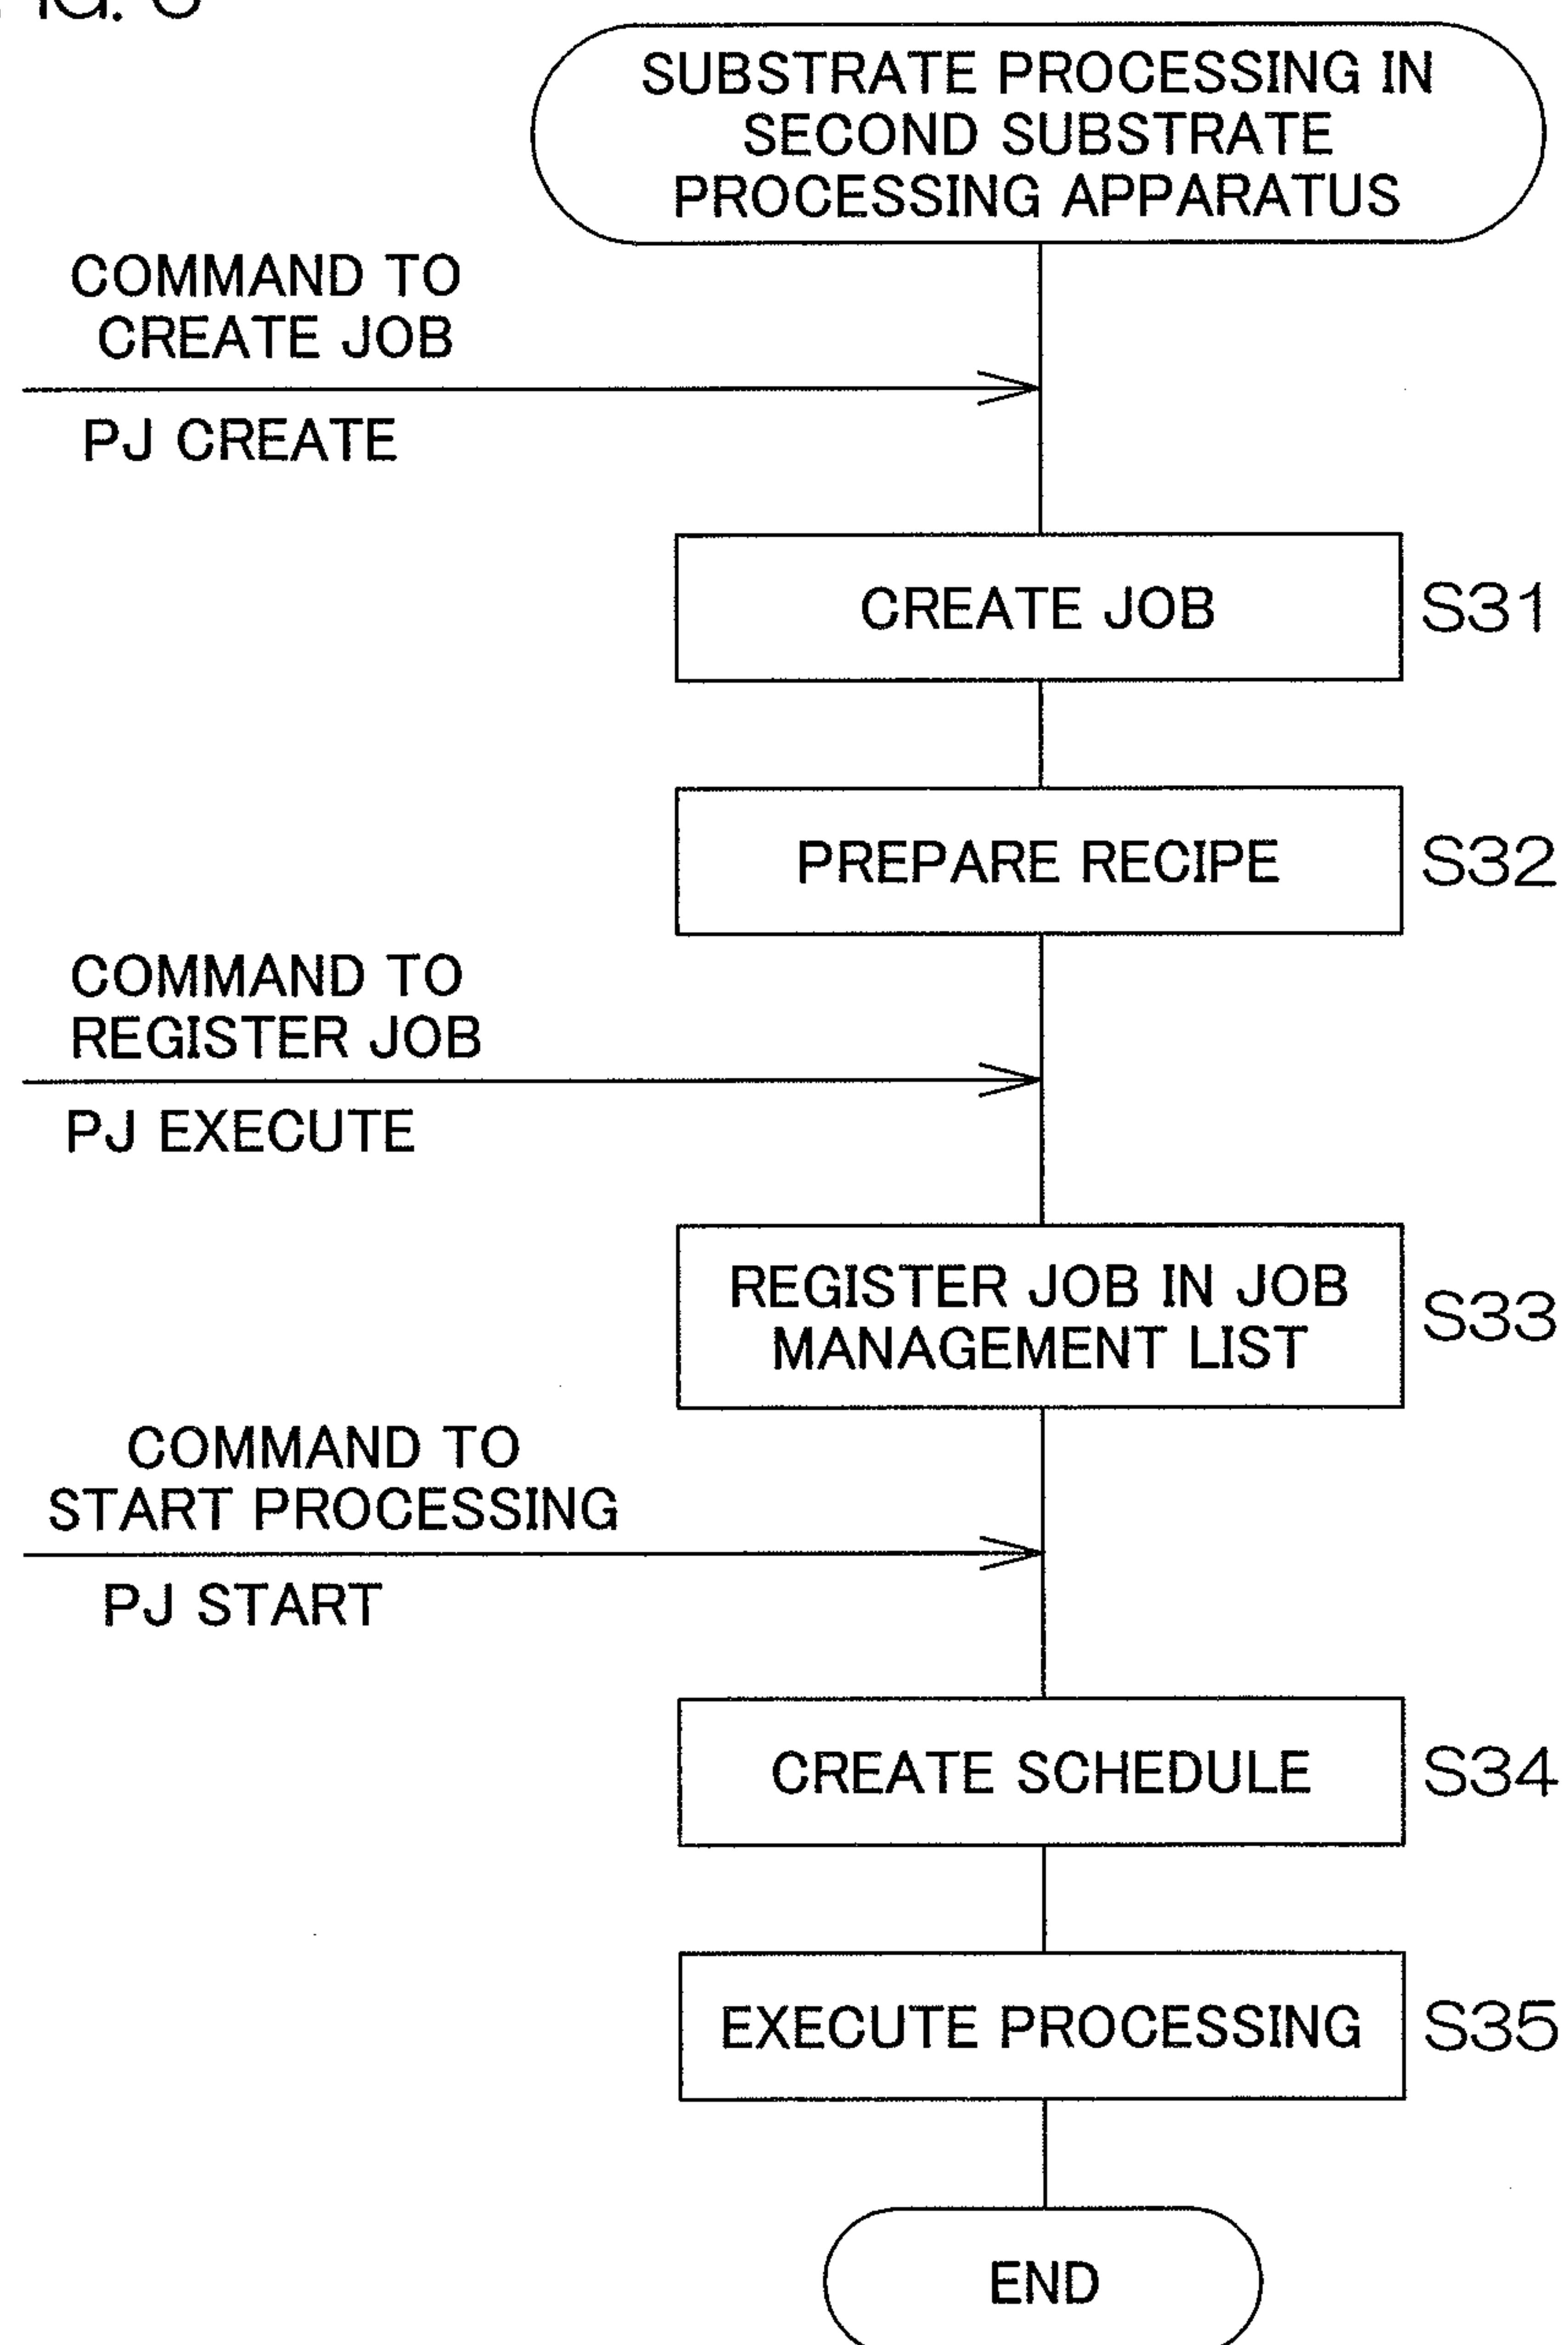 SUBSTRATE PROCESSING IN
SECOND SUBSTRATE
PROCESSING APPARATUS
COMMAND TO
CREATE JOB
PJ CREATE
CREATE JOB
S31
PREPARE RECIPE
S32
COMMAND TO
REGISTER JOB
PJ EXECUTE
REGISTER JOB IN JOB
MANAGEMENT LIST
S33
COMMAND TO
START PROCESSING
PJ START
CREATE SCHEDULE
S34
EXECUTE PROCESSING
S35
END